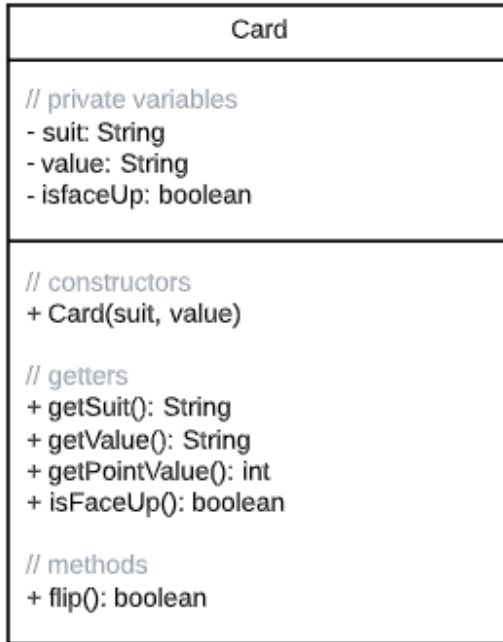 Card
// private variables
- suit: String
- value: String
- isfaceUp: boolean
// constructors
+ Card(suit, value)
// getters
+ getSuit(): String
+ getValue(): String
+ getPointValue(): int
+ isFaceUp(): boolean
// methods
+ flip(): boolean